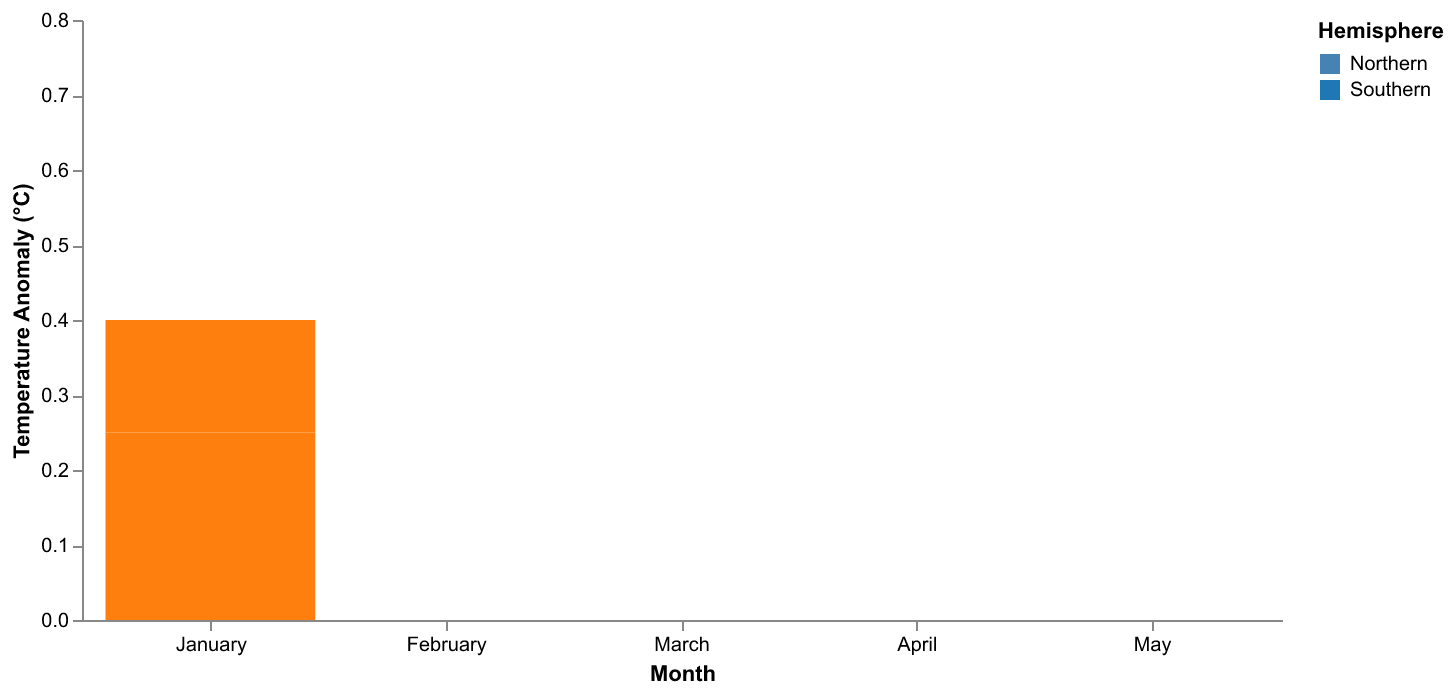 Temperature Anomaly (°C)
0.8
0.7
0.6
0.5
0.4
0.3
0.2
0.1
0.0
January
February
March
April
May
Month
Hemisphere
Northern
Southern